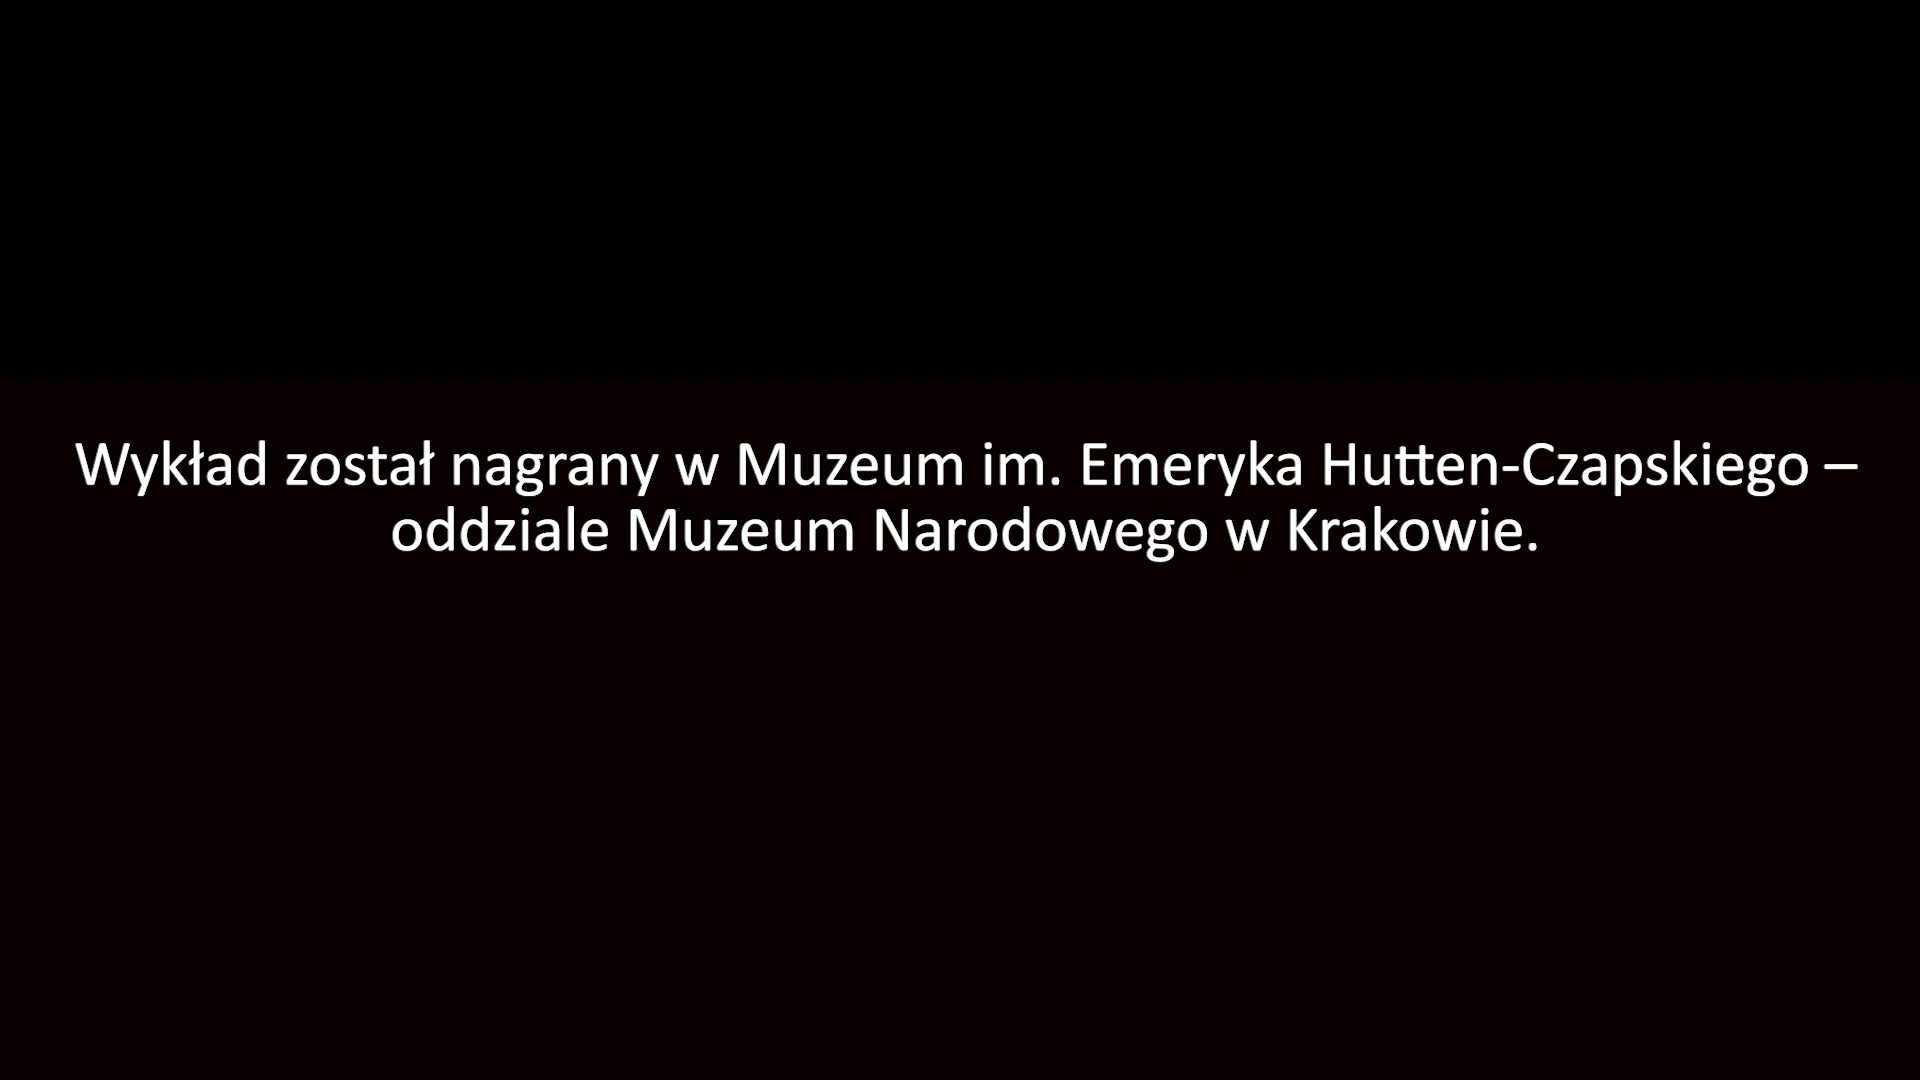 Wykład został nagrany w Muzeum im. Emeryka Hutten-Czapskiego –
oddziale Muzeum Narodowego w Krakowie.